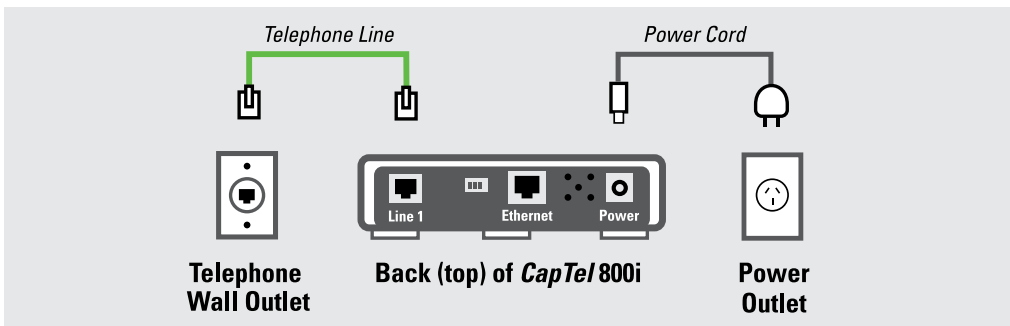 Telephone Line
Power Cord
Line 1
Ethernet
Power
Telephone
Wall Outlet
Back (top) of CapTel 800i
Power
Outlet